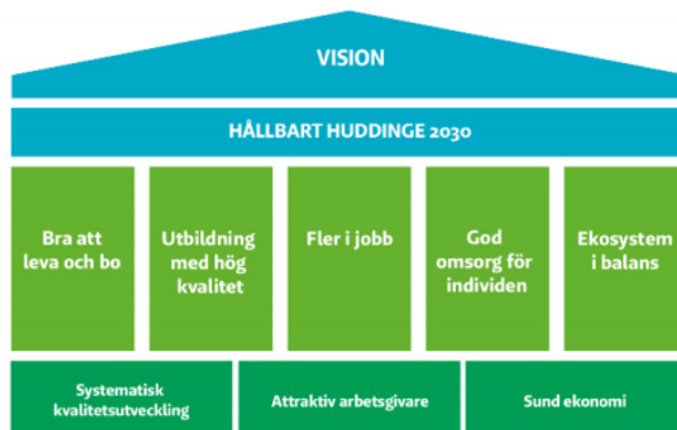 VISION
HÅLLBART HUDDINGE 2030
Bra att
leva och bo
Utbildning
med hög
kvalitet
Fler i jobb
God
omsorg för
individen
Ekosystem
i balans
Systematisk
kvalitetsutveckling
Attraktiv arbetsgivare
Sund ekonomi